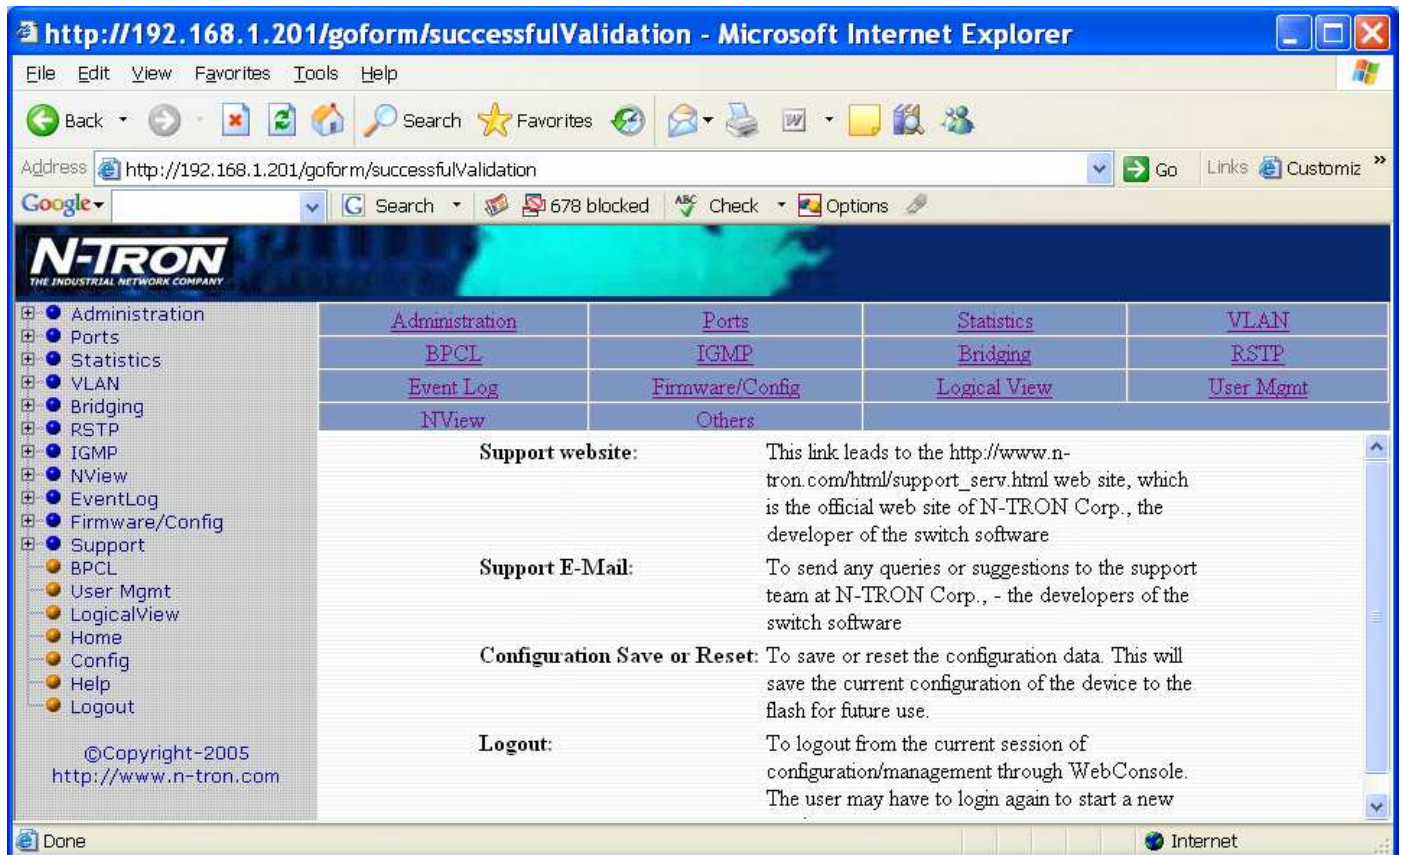 http://192.168.1.201/goform/successfulValidation - Microsoft Internet Explorer
File Edit View Favorites Tools Help
Back Search Favorites
Address http://192.168.1.201/goform/successfulValidation Go Links Customiz »
Google Search 678 blocked ABC Check Options
N-TRON
THE INDUSTRIAL NETWORK COMPANY
Administration
Ports
Statistics
VLAN
Bridging
RSTP
IGMP
NView
EventLog
Firmware/Config
Support
BPCL
User Mgmt
LogicalView
Home
Config
Help
Logout
©Copyright-2005
http://www.n-tron.com
Administration Ports Statistics VLAN
BPCL IGMP Bridging RSTP
Event Log Firmware/Config Logical View User Mgmt
NView Others
Support website: This link leads to the http://www.n-
tron.com/html/support_serv.html web site, which
is the official web site of N-TRON Corp., the
developer of the switch software
Support E-Mail: To send any queries or suggestions to the support
team at N-TRON Corp., - the developers of the
switch software
Configuration Save or Reset: To save or reset the configuration data. This will
save the current configuration of the device to the
flash for future use.
Logout: To logout from the current session of
configuration/management through WebConsole.
The user may have to login again to start a new
Done Internet